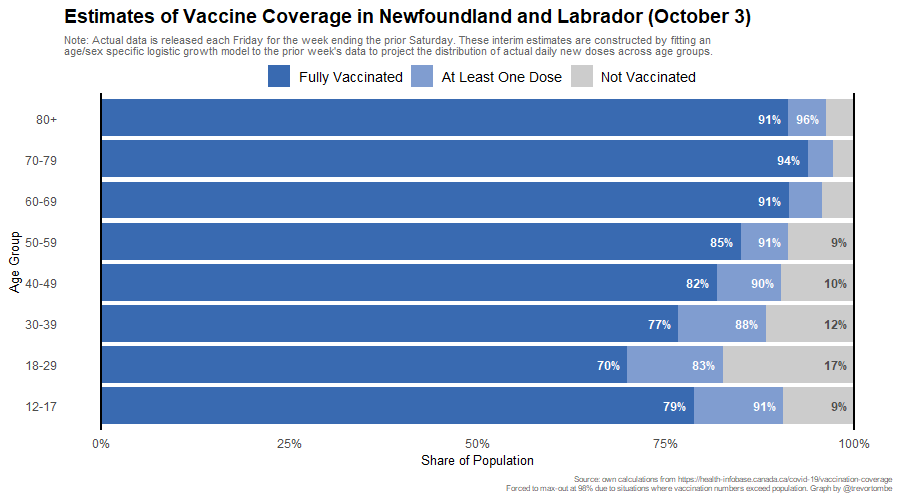 Estimates of Vaccine Coverage in Newfoundland and Labrador (October 3)
Note: Actual data is released each Friday for the week ending the prior Saturday. These interim estimates are constructed by fitting an
age/sex specific logistic growth model to the prior week's data to project the distribution of actual daily new doses across age groups.
Fully Vaccinated At Least One Dose Not Vaccinated
80+ 91% 96%
70-79 94%
60-69 91%
50-59 85% 91% 9%
Age Group
40-49 82% 90% 10%
30-39 77% 88% 12%
18-29 70% 83% 17%
12-17 79% 91% 9%
0% 25% 50% 75% 100%
Share of Population
Source: own calculations from https://health-infobase.canada.ca/covid-19/vaccination-coverage
Forced to max-out at 98% due to situations where vaccination numbers exceed population. Graph by @trevortombe